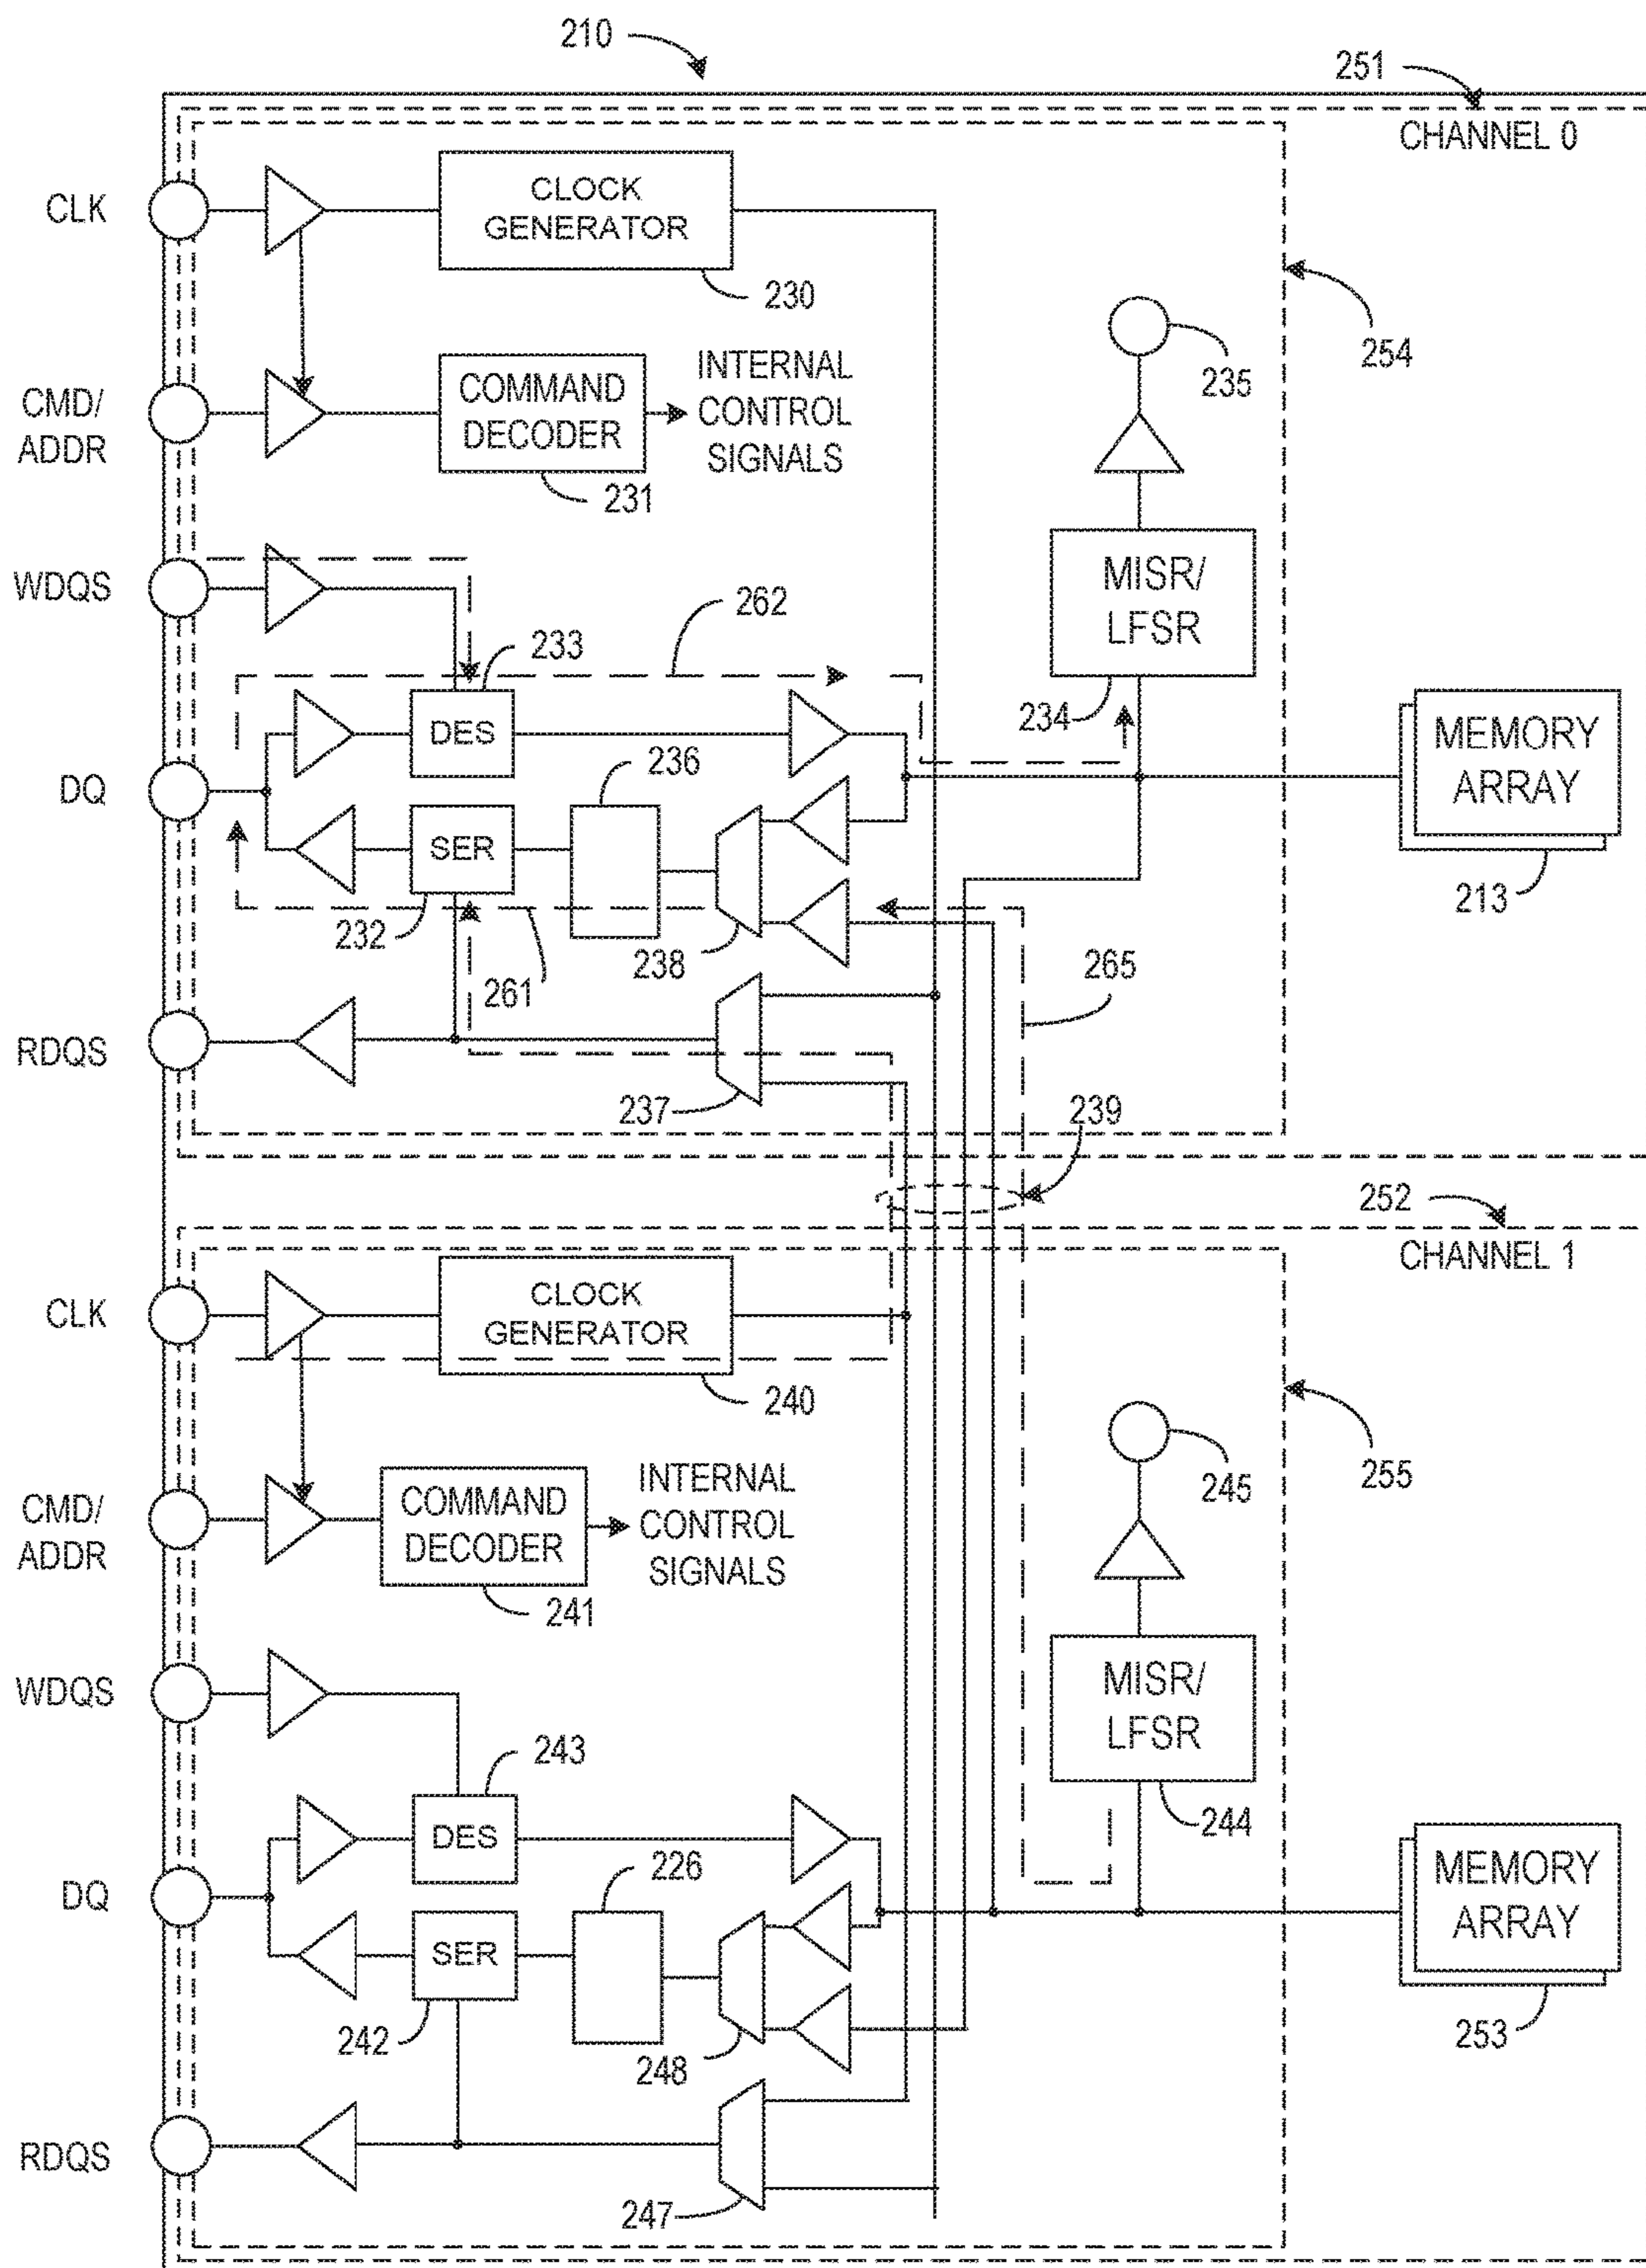 210
251
CHANNEL 0
CLK
CLOCK
GENERATOR
230
254
235
CMD/
ADDR
COMMAND
DECODER
231
INTERNAL
CONTROL
SIGNALS
WDQS
MISR/
LFSR
262
233
234
DES
DQ
236
MEMORY
ARRAY
213
SER
232
238
261
265
RDQS
237
239
252
CHANNEL 1
CLK
CLOCK
GENERATOR
240
245
255
CMD/
ADDR
COMMAND
DECODER
241
INTERNAL
CONTROL
SIGNALS
WDQS
MISR/
LFSR
243
244
DES
DQ
226
MEMORY
ARRAY
253
SER
242
248
RDQS
247